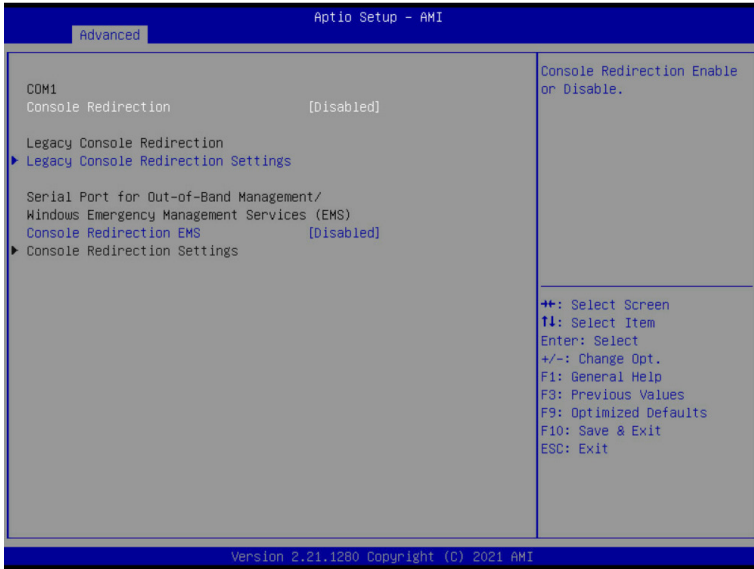 Aptio Setup – AMI
Advanced
COM1
Console Redirection [Disabled]
Legacy Console Redirection
Legacy Console Redirection Settings
Serial Port for Out-of-Band Management/
Windows Emergency Management Services (EMS)
Console Redirection EMS [Disabled]
Console Redirection Settings
Console Redirection Enable
or Disable.
→←: Select Screen
↑↓: Select Item
Enter: Select
+/-: Change Opt.
F1: General Help
F3: Previous Values
F9: Optimized Defaults
F10: Save & Exit
ESC: Exit
Version 2.21.1280 Copyright (C) 2021 AMI